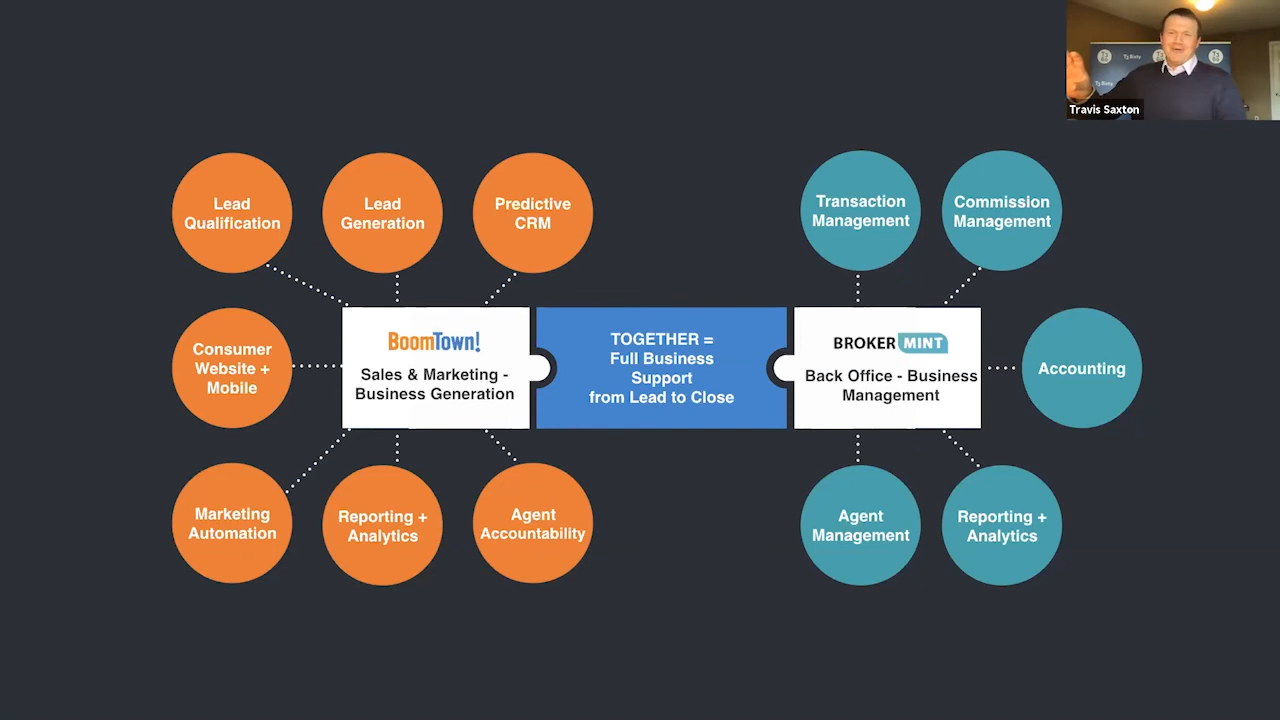 Travis Saxton
Lead
Qualification
Lead
Generation
Predictive
CRM
Transaction
Management
Commission
Management
Consumer
Website +
Mobile
BoomTown!
Sales & Marketing -
Business Generation
TOGETHER =
Full Business
Support
from Lead to Close
BROKER MINT
Back Office - Business
Management
Accounting
Marketing
Automation
Reporting +
Analytics
Agent
Accountability
Agent
Management
Reporting +
Analytics